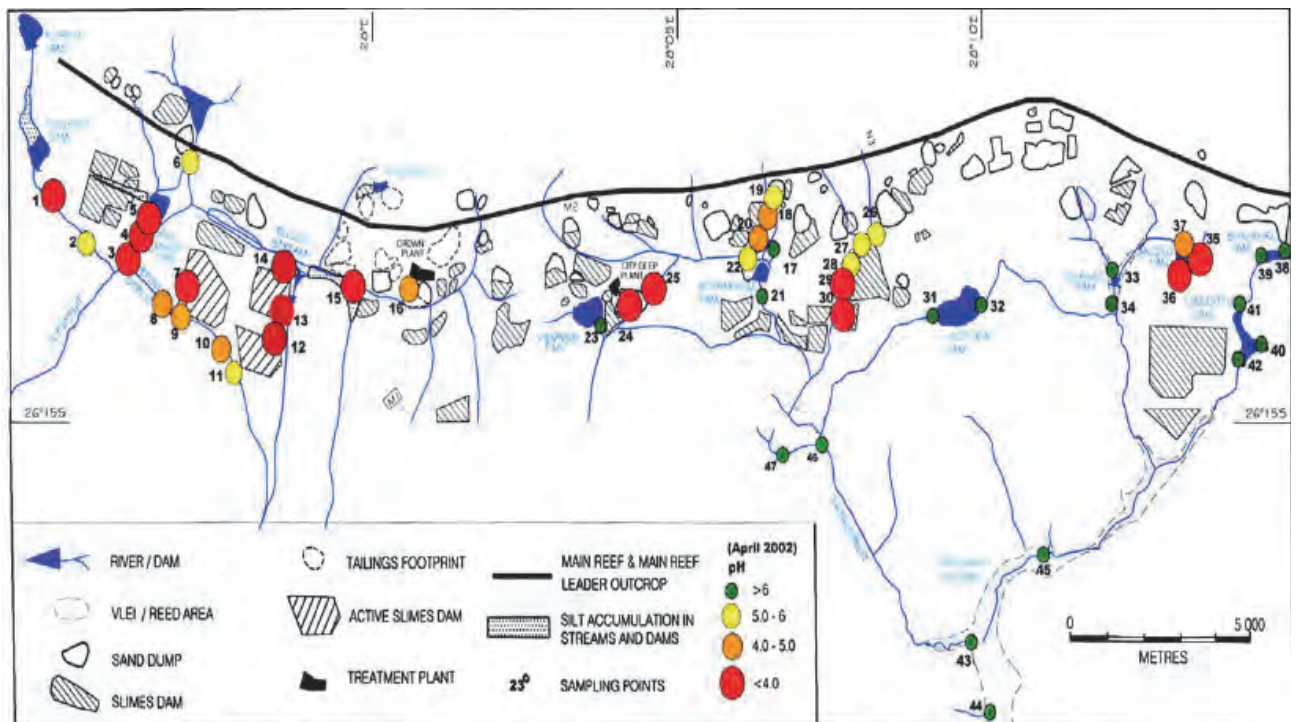 28°E
28°05'E
28°10'E
N3
6
19
1
5
18
26
20
37
4
M2
27
35
2
CROWN
PLANT
22
17
38
3
14
CITY DEEP
PLANT
25
28
39
33
7
29
36
15
16
21
30
31
32
34
41
8
13
9
23
24
12
40
10
42
11
M1
26°15S
26°15S
46
47
45
43
44
RIVER / DAM
VLEI / REED AREA
SAND DUMP
SLIMES DAM
TAILINGS FOOTPRINT
ACTIVE SLIMES DAM
TREATMENT PLANT
MAIN REEF & MAIN REEF
LEADER OUTCROP
SILT ACCUMULATION IN
STREAMS AND DAMS
23 SAMPLING POINTS
(April 2002)
pH
>6
5.0 - 6
4.0 - 5.0
<4.0
0 5 000
METRES